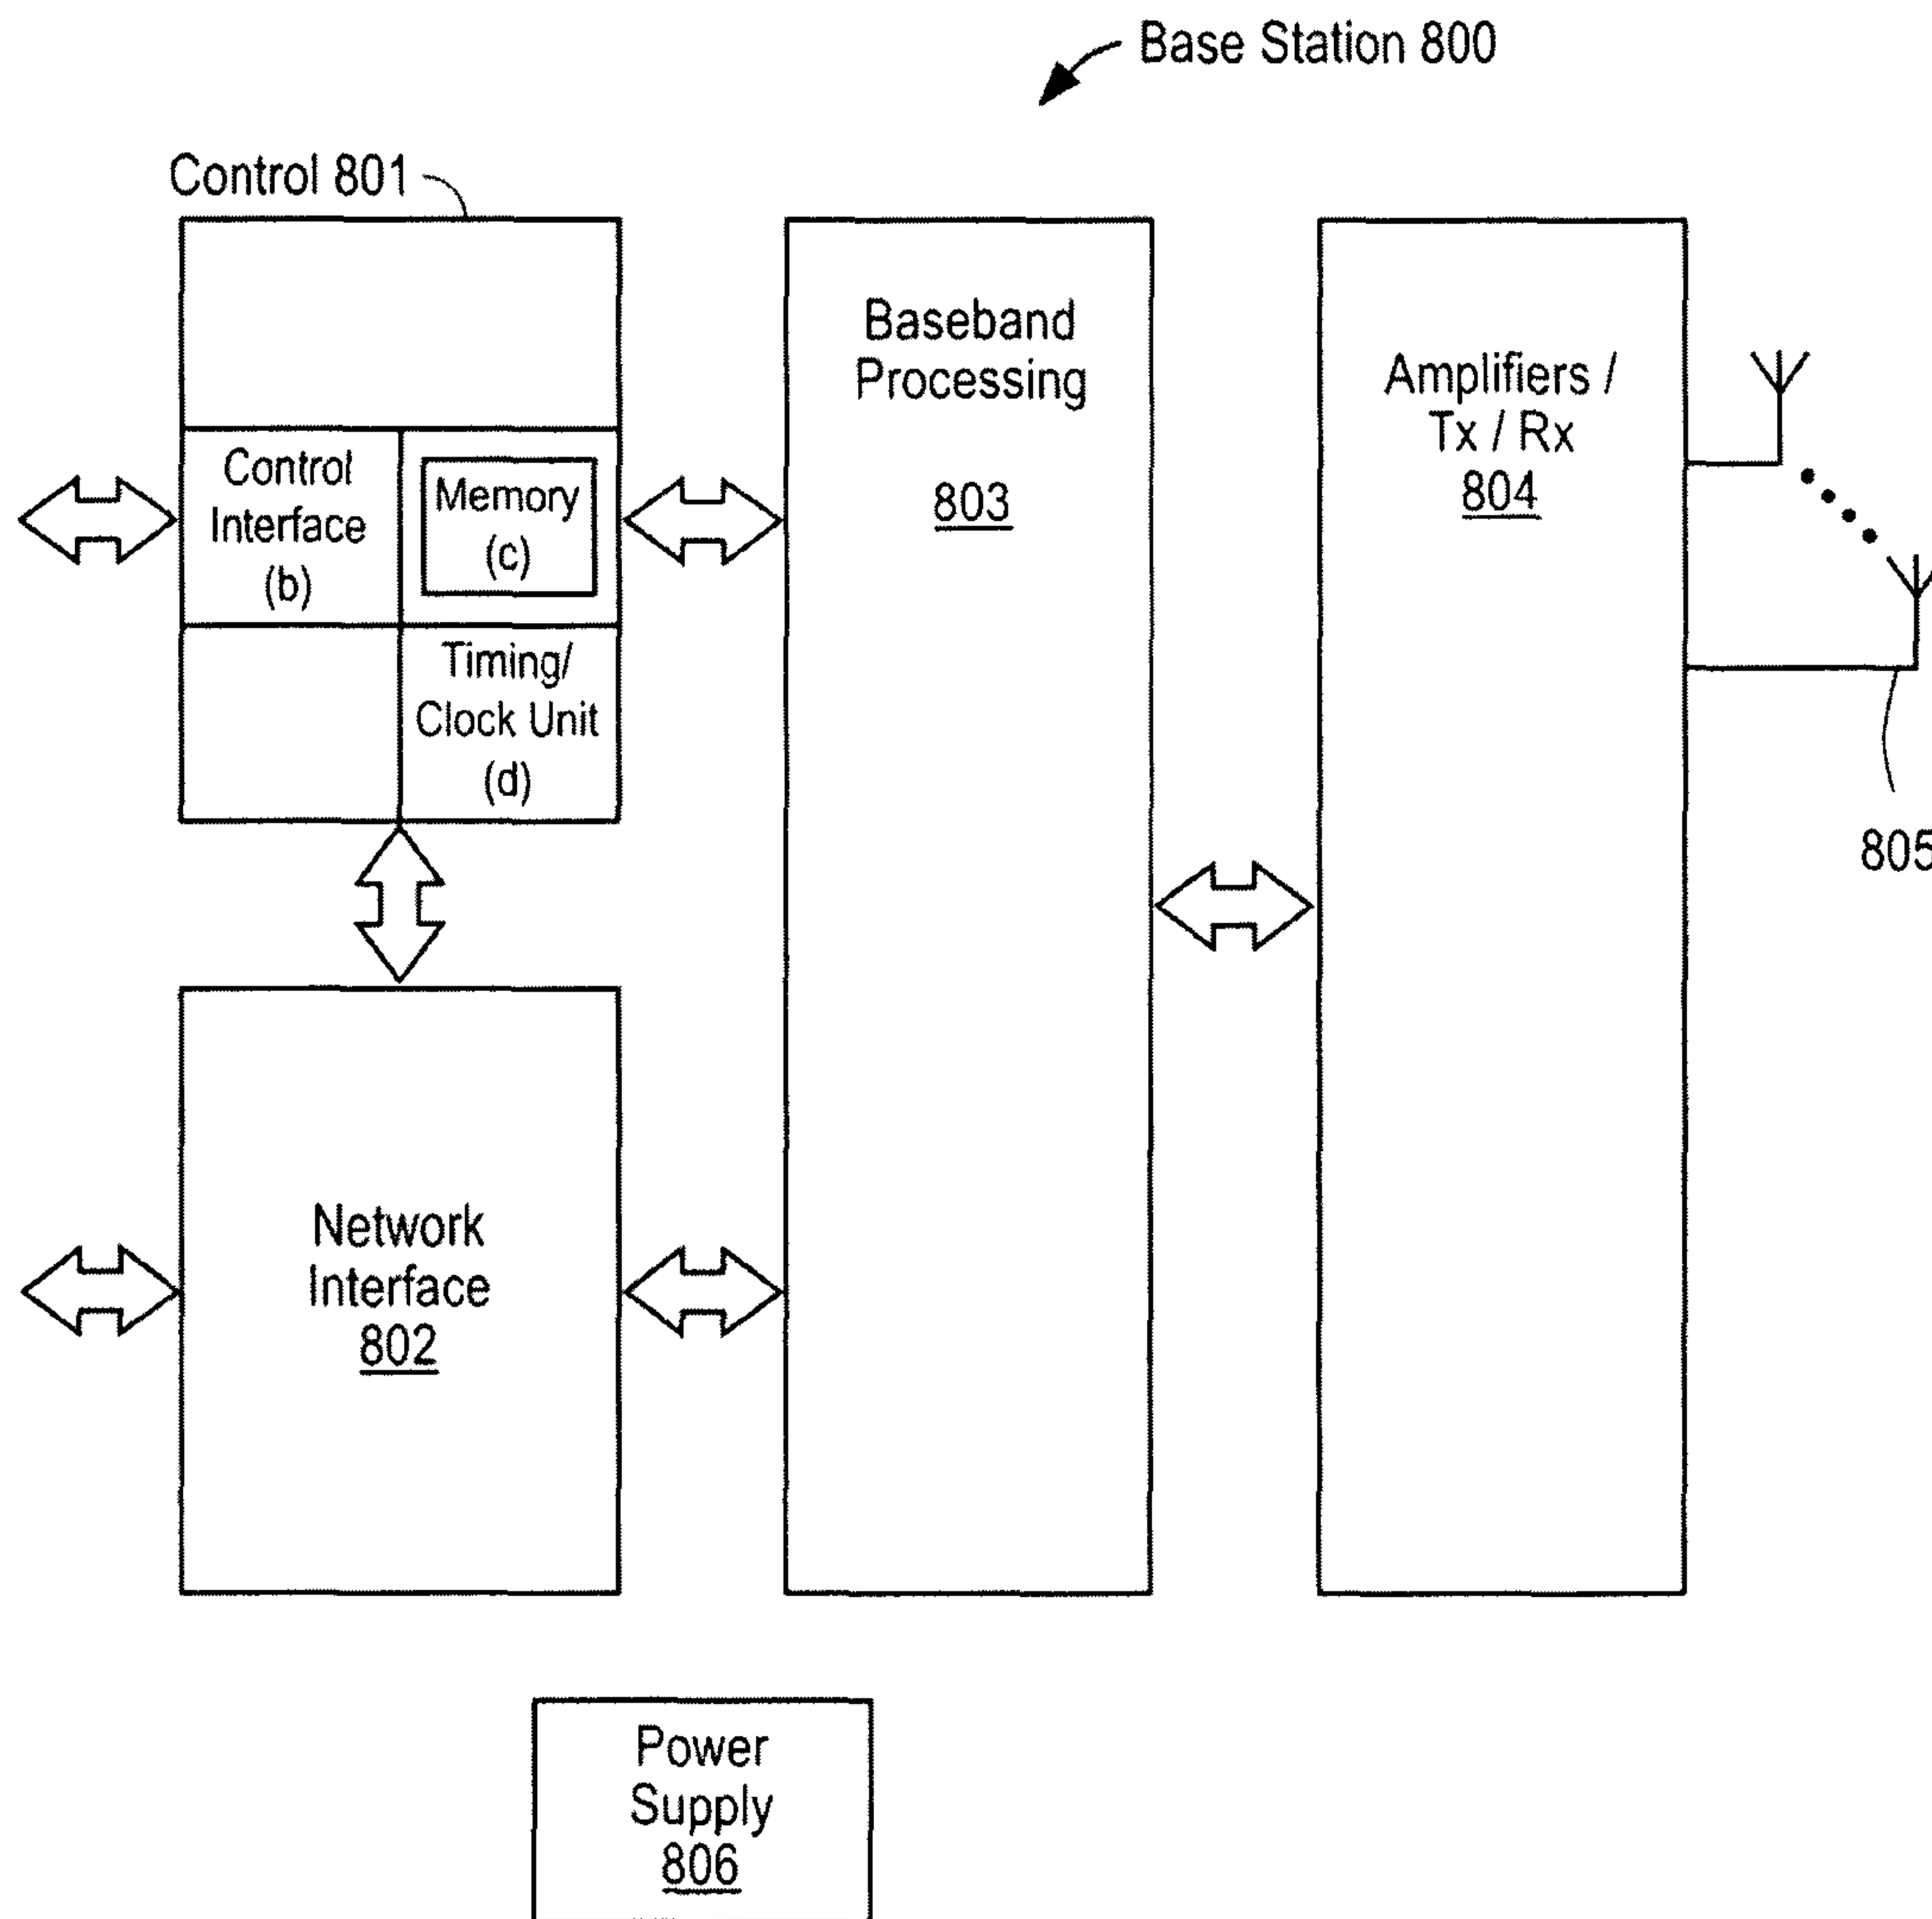 Base Station 800
Control 801
Control
Interface
(b)
Memory
(c)
Timing/
Clock Unit
(d)
Baseband
Processing
803
Amplifiers /
Tx / Rx
804
805
Network
Interface
802
Power
Supply
806